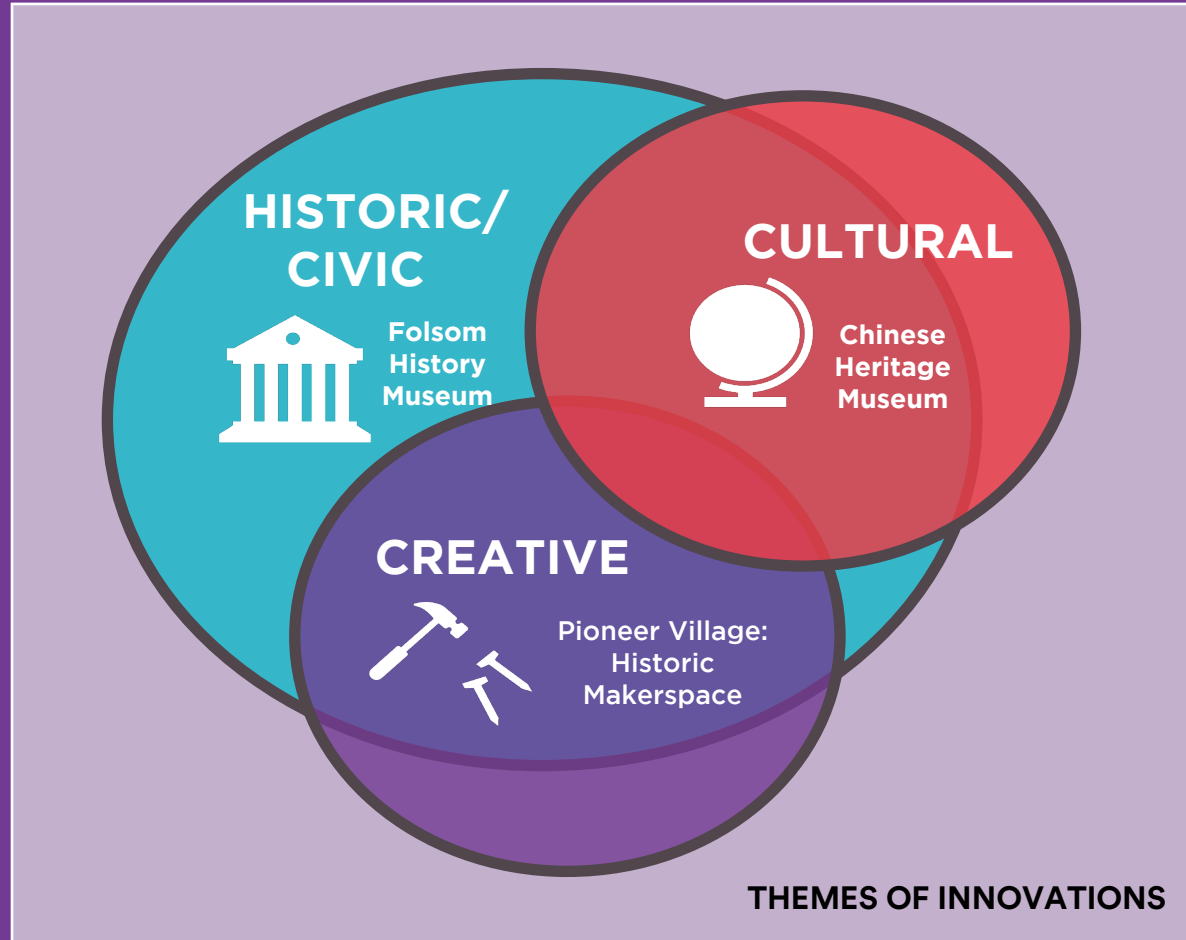 HISTORIC/
CIVIC
Folsom
History
Museum
CULTURAL
Chinese
Heritage
Museum
CREATIVE
Pioneer Village:
Historic
Makerspace
THEMES OF INNOVATIONS